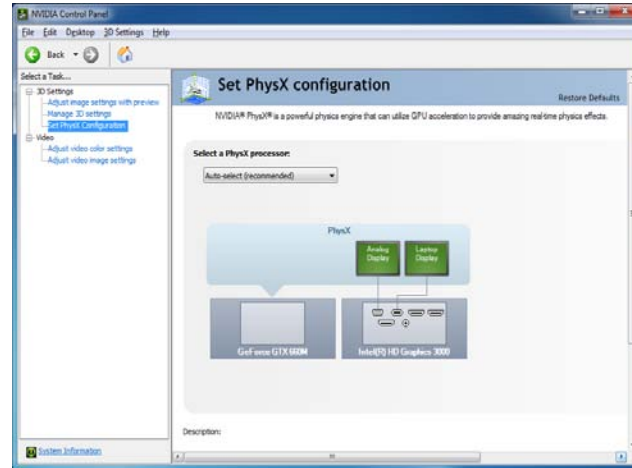 NVIDIA Control Panel
File Edit Desktop 3D Settings Help
Back
Select a Task...
3D Settings
Adjust image settings with preview
Manage 3D settings
Set PhysX Configuration
Video
Adjust video color settings
Adjust video image settings
System Information
Set PhysX configuration
Restore Defaults
NVIDIA® PhysX® is a powerful physics engine that can utilize GPU acceleration to provide amazing real-time physics effects.
Select a PhysX processor:
Auto-select (recommended)
PhysX
Analog Display
Laptop Display
GeForce GTX 660M
Intel(R) HD Graphics 3000
Description: